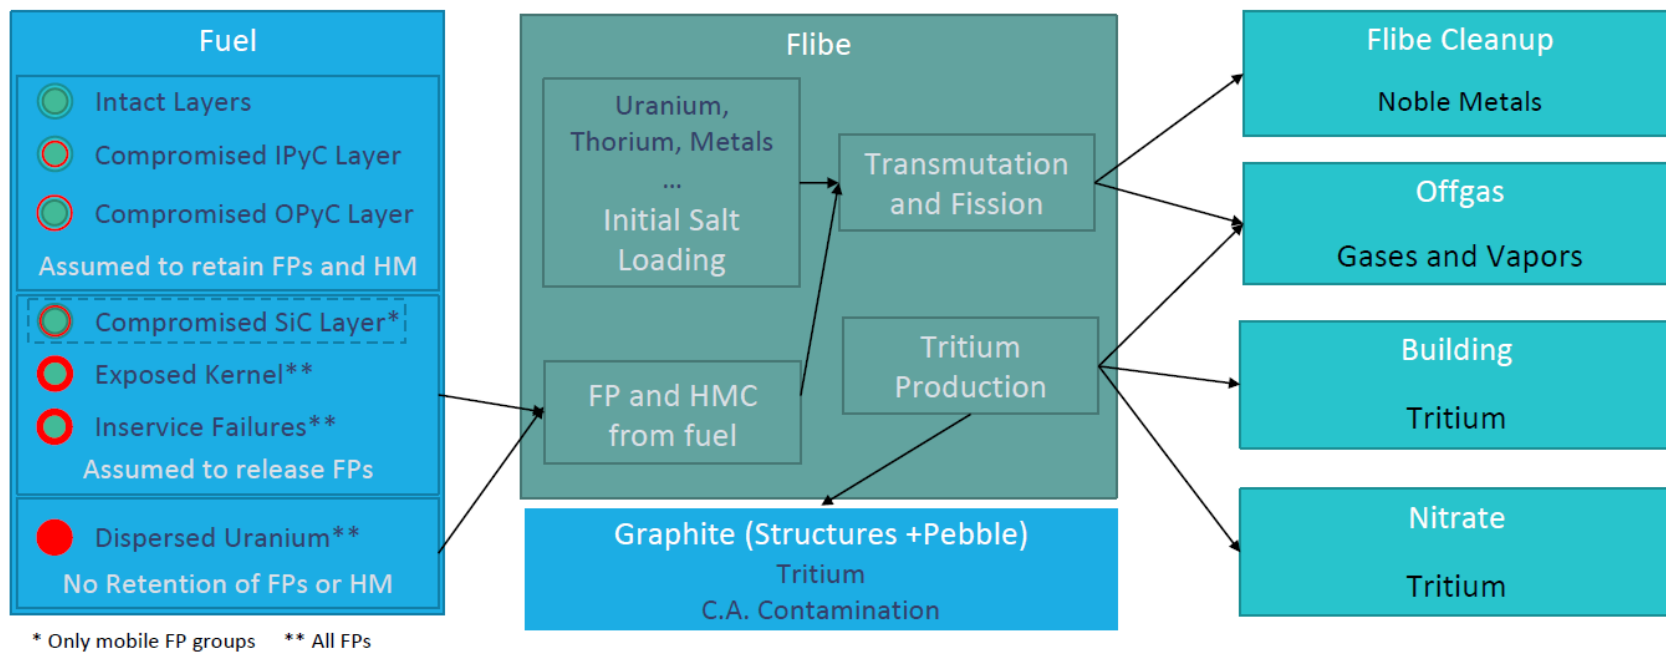 Fuel
Intact Layers
Compromised IPyC Layer
Compromised OPyC Layer
Assumed to retain FPs and HM
Compromised SiC Layer*
Exposed Kernel**
Inservice Failures**
Assumed to release FPs
Dispersed Uranium**
No Retention of FPs or HM
* Only mobile FP groups ** All FPs
Flibe
Uranium,
Thorium, Metals
...
Initial Salt
Loading
FP and HMC
from fuel
Transmutation
and Fission
Tritium
Production
Graphite (Structures +Pebble)
Tritium
C.A. Contamination
Flibe Cleanup
Noble Metals
Offgas
Gases and Vapors
Building
Tritium
Nitrate
Tritium